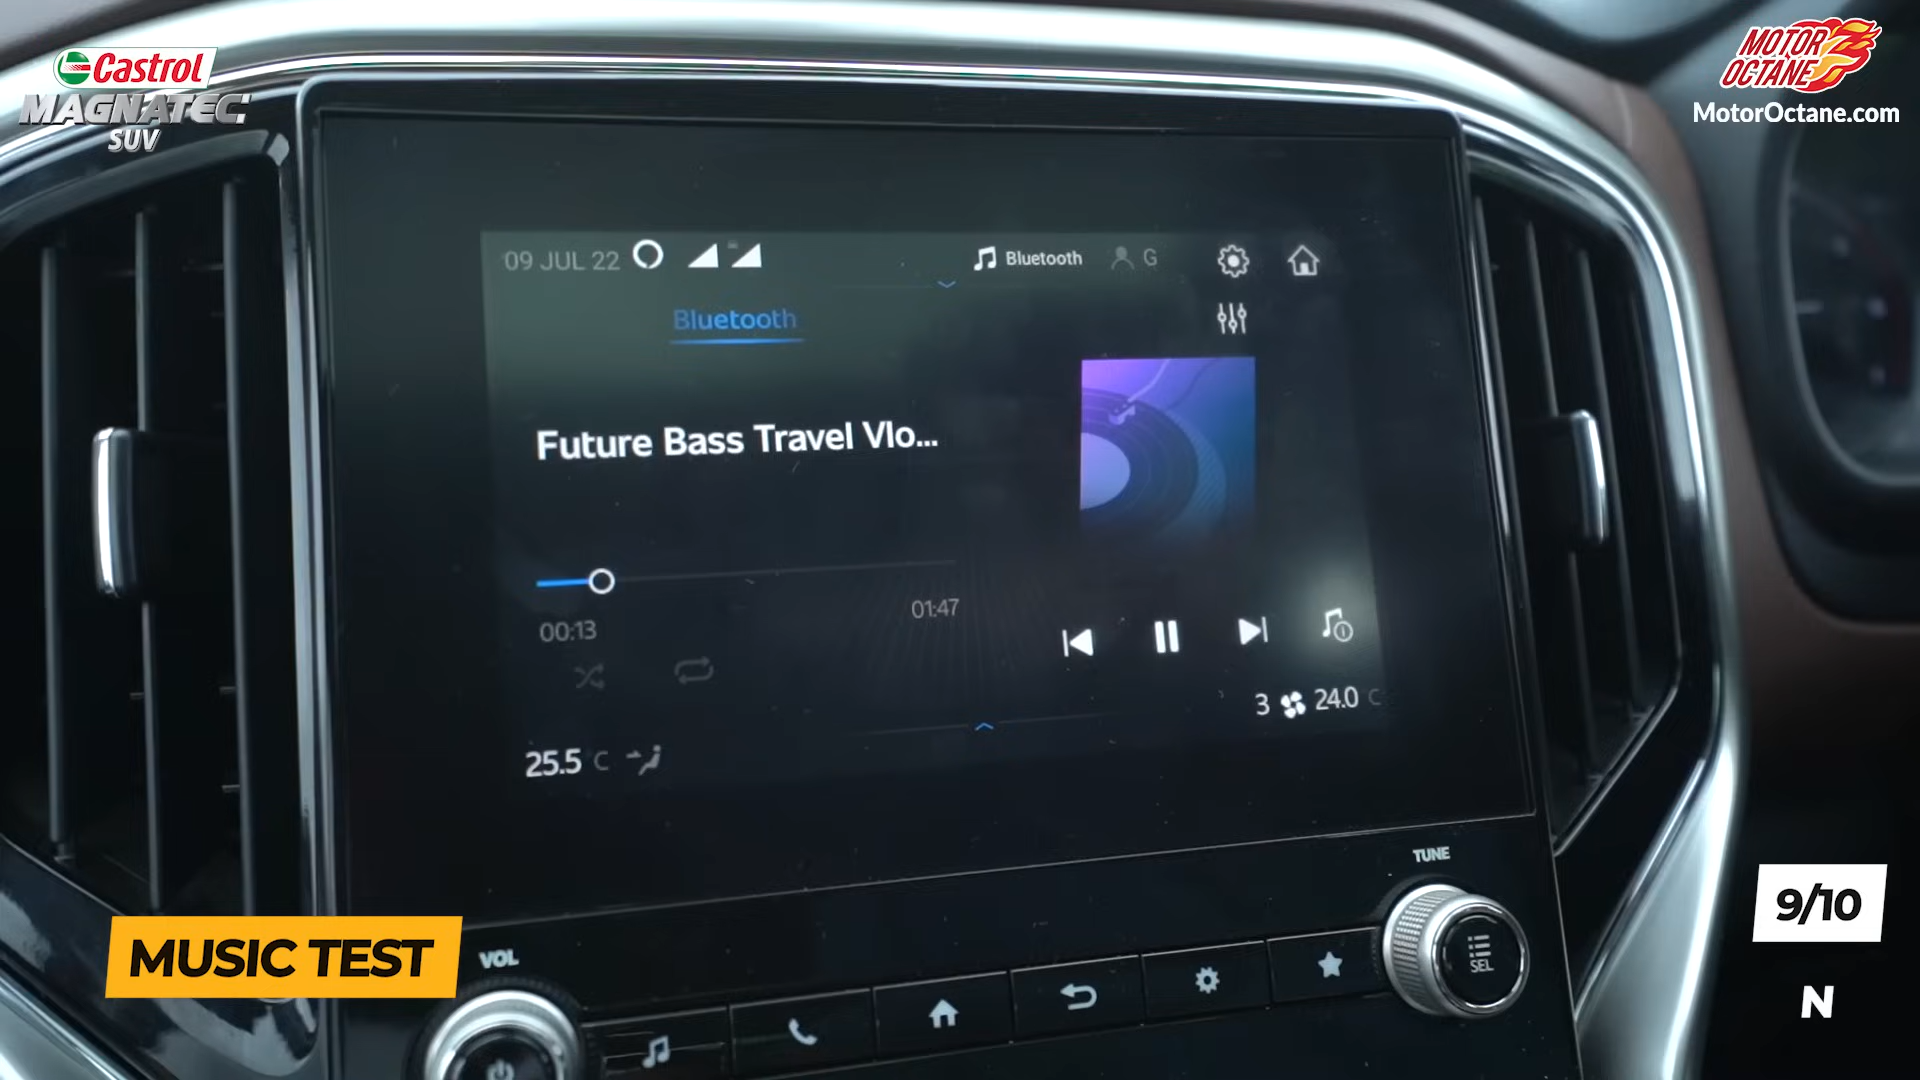 Castrol
MAGNATEC
SUV
MOTOR
OCTANE
MotorOctane.com
09 JUL 22
Bluetooth
G
Bluetooth
Future Bass Travel Vlo...
00:13
01:47
3
24.0 C
25.5 C
TUNE
SEL
VOL
MUSIC TEST
9/10
N